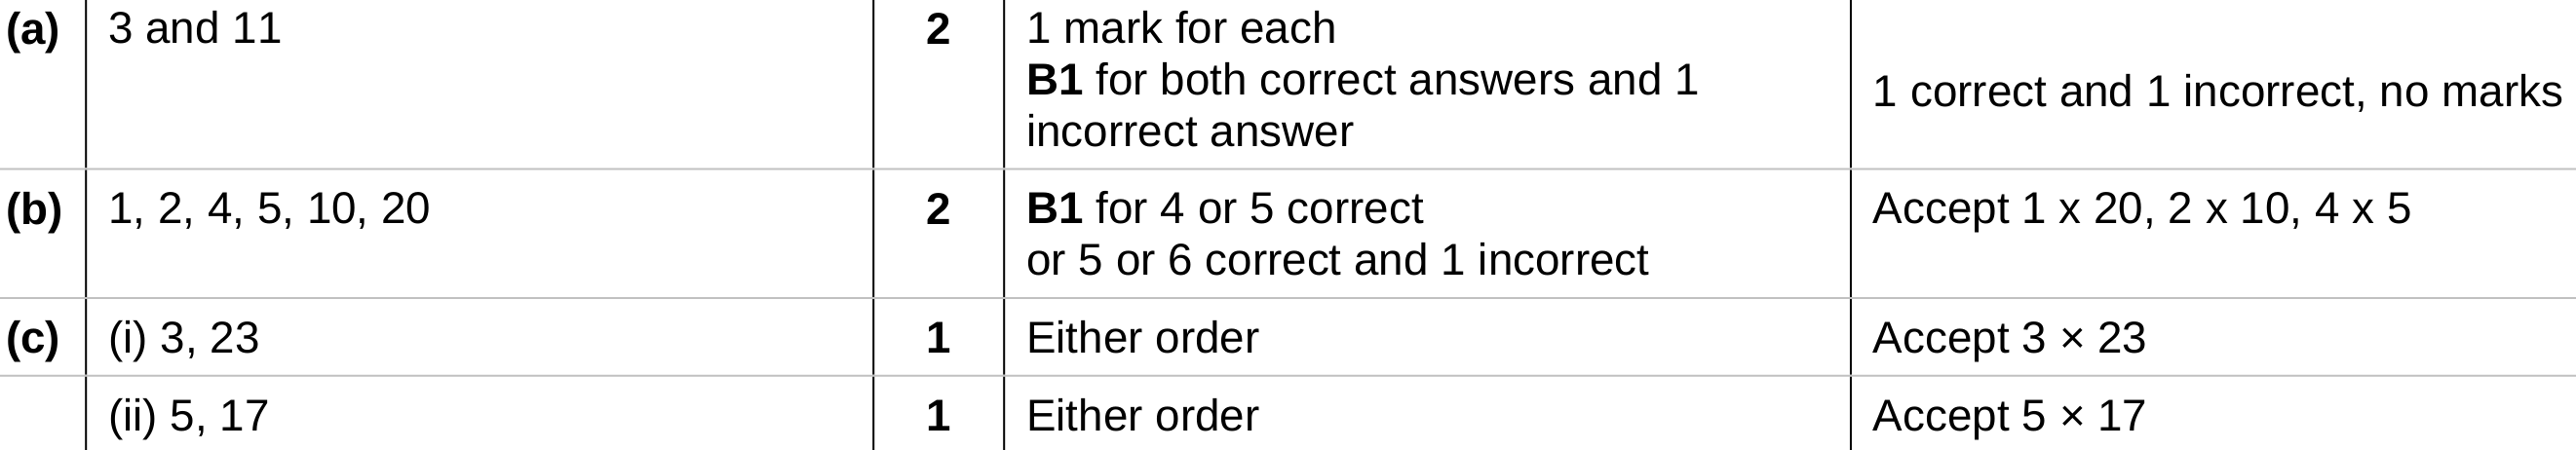 (a) 3 and 11 2 1 mark for each
B1 for both correct answers and 1
incorrect answer
1 correct and 1 incorrect, no marks
(b) 1, 2, 4, 5, 10, 20 2 B1 for 4 or 5 correct
or 5 or 6 correct and 1 incorrect
Accept 1 x 20, 2 x 10, 4 x 5
(c) (i) 3, 23 1 Either order Accept 3 × 23
(ii) 5, 17 1 Either order Accept 5 × 17